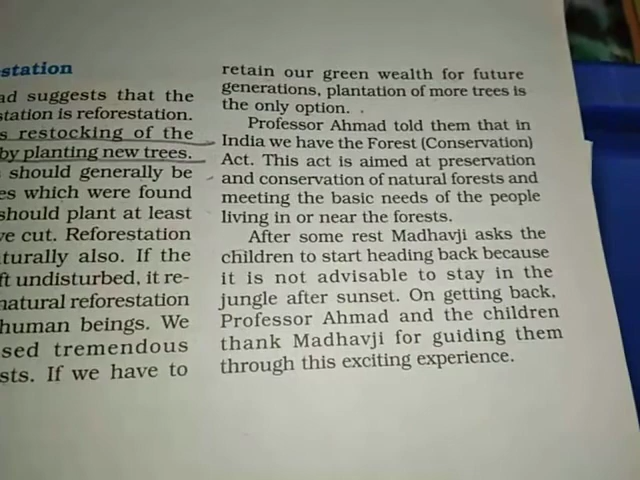 station
ad suggests that the
station is reforestation.
s restocking of the
by planting new trees.
should generally be
es which were found
should plant at least
ve cut. Reforestation
turally also. If the
ft undisturbed, it re-
natural reforestation
human beings. We
sed tremendous
sts. If we have to
retain our green wealth for future
generations, plantation of more trees is
the only option.
Professor Ahmad told them that in
India we have the Forest (Conservation)
Act. This act is aimed at preservation
and conservation of natural forests and
meeting the basic needs of the people
living in or near the forests.
After some rest Madhavji asks the
children to start heading back because
it is not advisable to stay in the
jungle after sunset. On getting back,
Professor Ahmad and the children
thank Madhavji for guiding them
through this exciting experience.